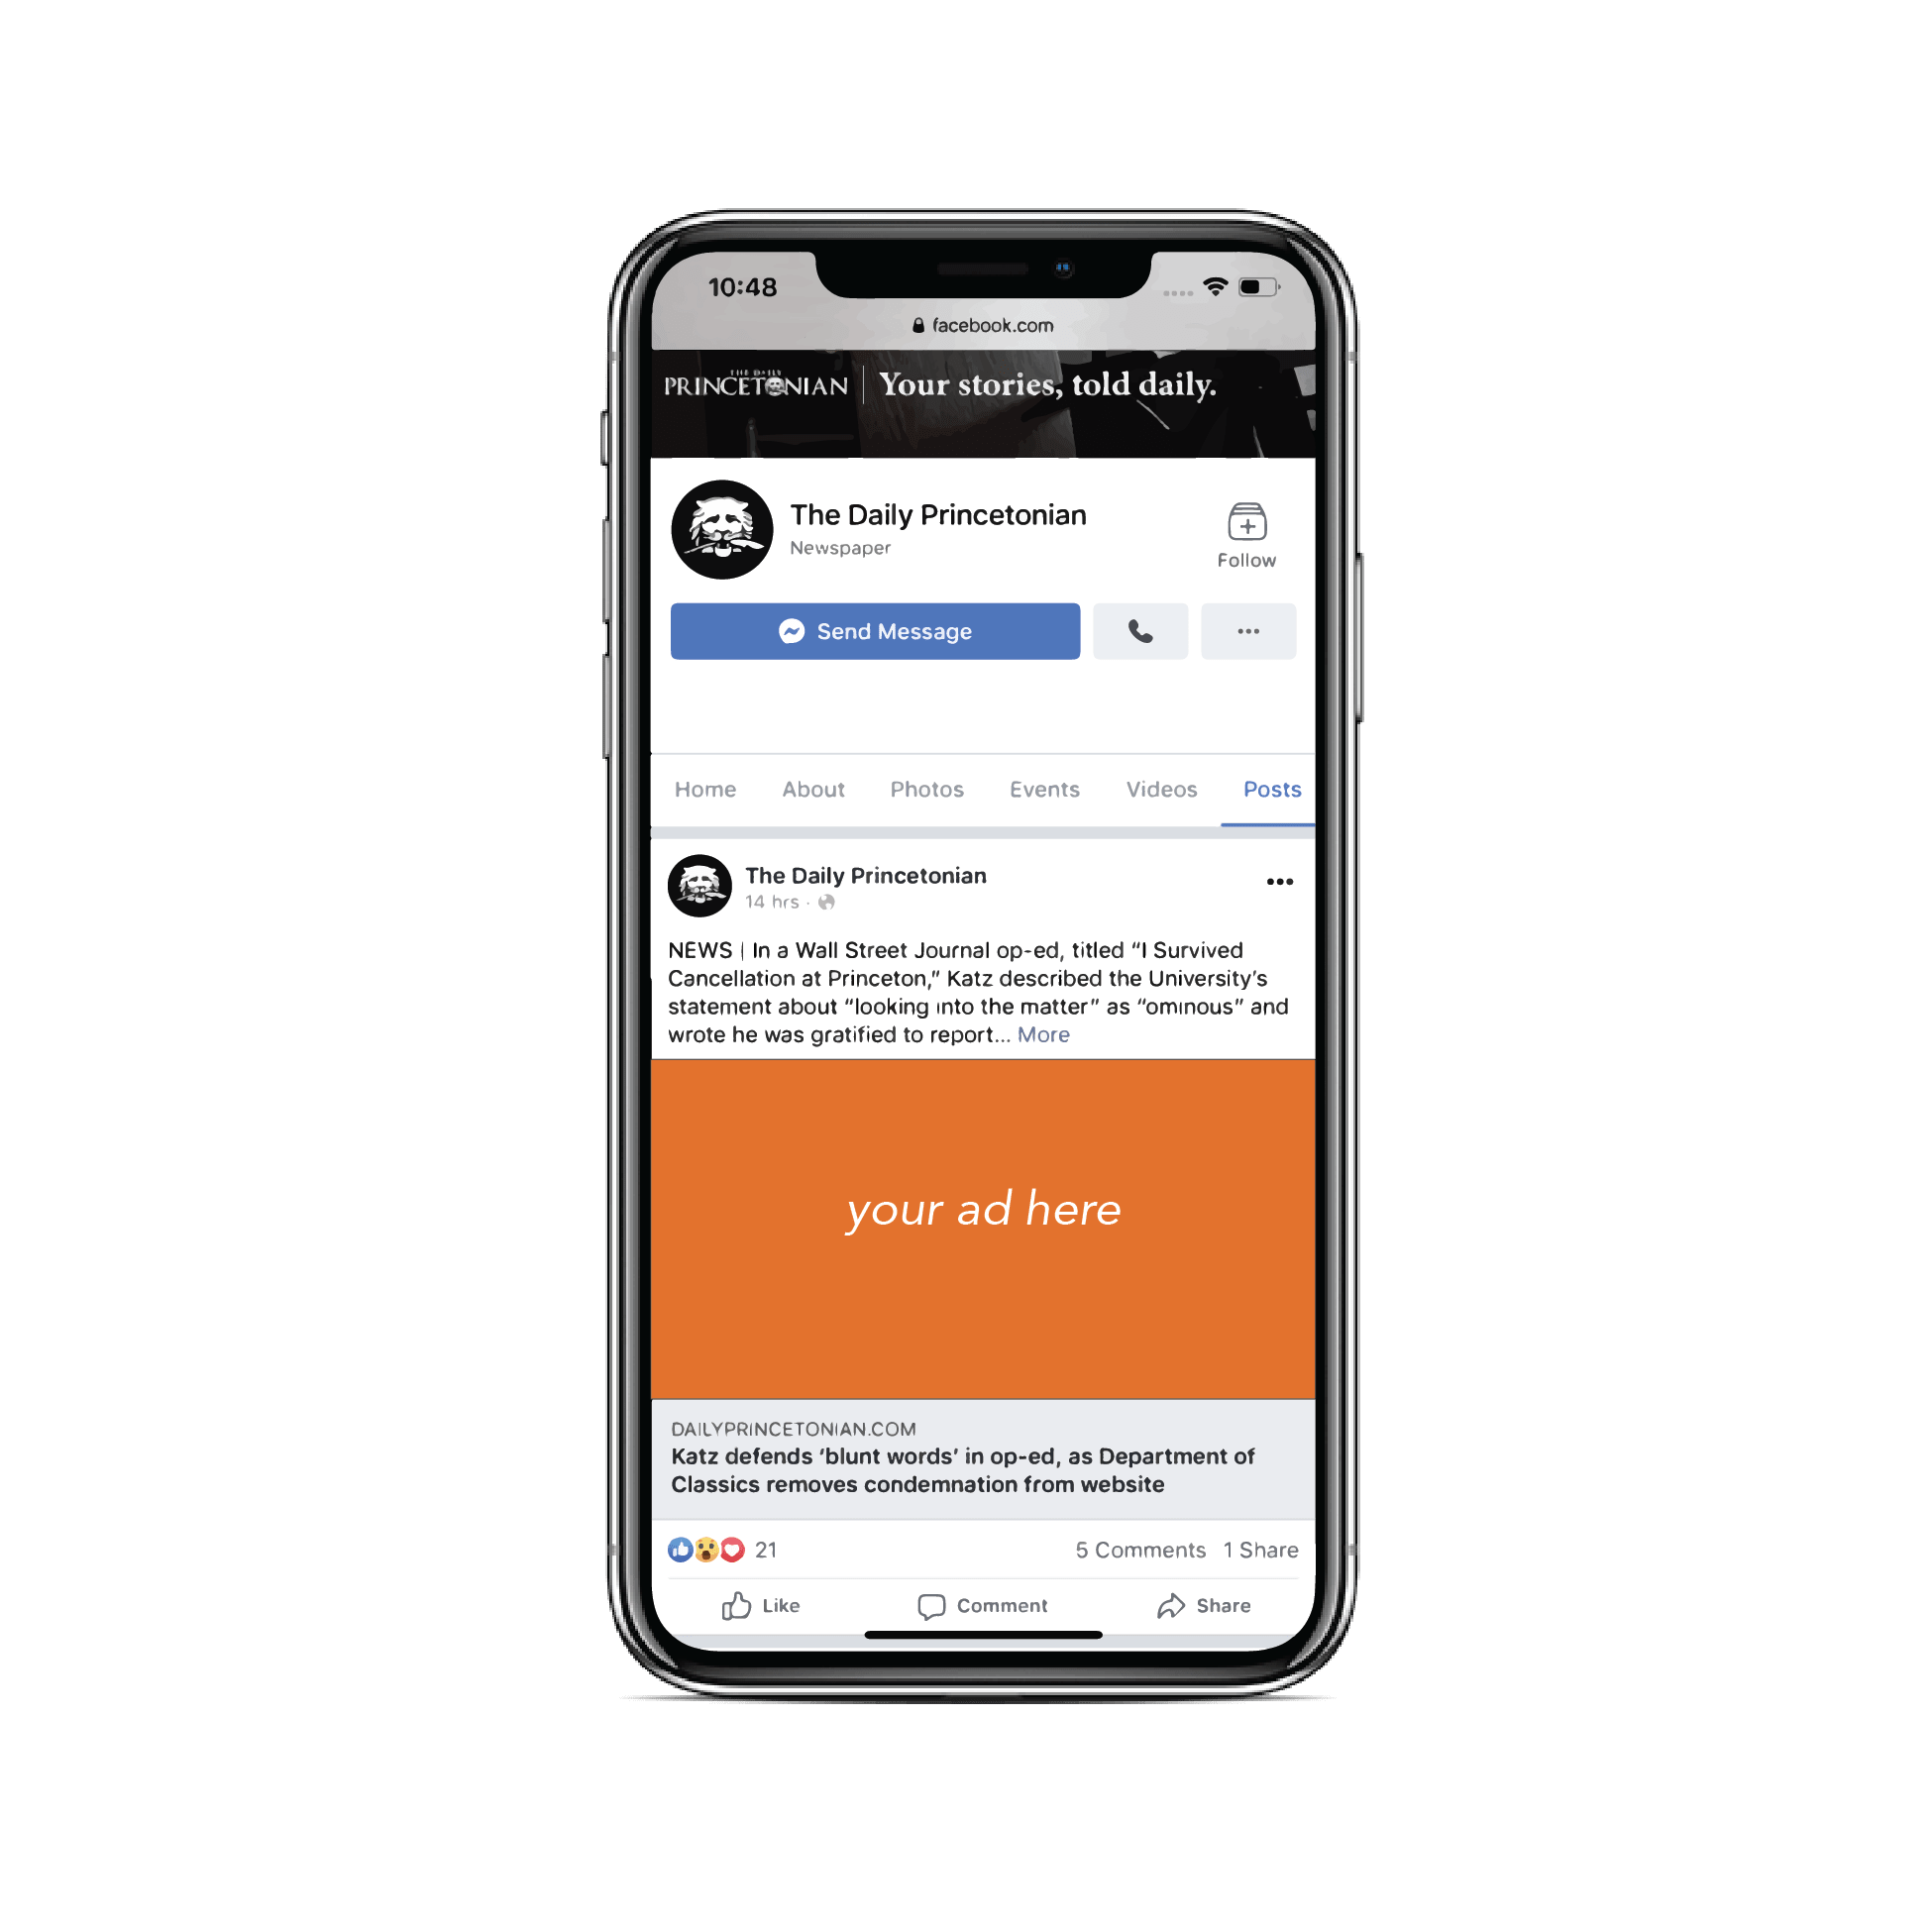 10:48
facebook.com
THE DAILY
PRINCETONIAN | Your stories, told daily.
The Daily Princetonian
Newspaper
Follow
Send Message
Home About Photos Events Videos Posts
The Daily Princetonian
14 hrs ·
NEWS | In a Wall Street Journal op-ed, titled “I Survived
Cancellation at Princeton,” Katz described the University’s
statement about “looking into the matter” as “ominous” and
wrote he was gratified to report... More
your ad here
DAILYPRINCETONIAN.COM
Katz defends ‘blunt words’ in op-ed, as Department of
Classics removes condemnation from website
21 5 Comments 1 Share
Like Comment Share